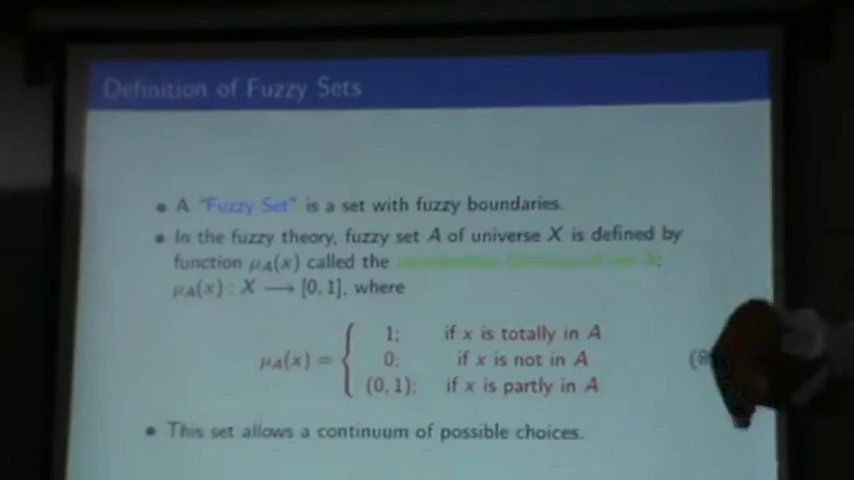 Definition of Fuzzy Sets
• A "Fuzzy Set" is a set with fuzzy boundaries.
• In the fuzzy theory, fuzzy set A of universe X is defined by
function μA(x) called the
μA(x) : X ⟶ [0, 1], where
1; if x is totally in A
μA(x) = { 0; if x is not in A
(0, 1); if x is partly in A
• This set allows a continuum of possible choices.